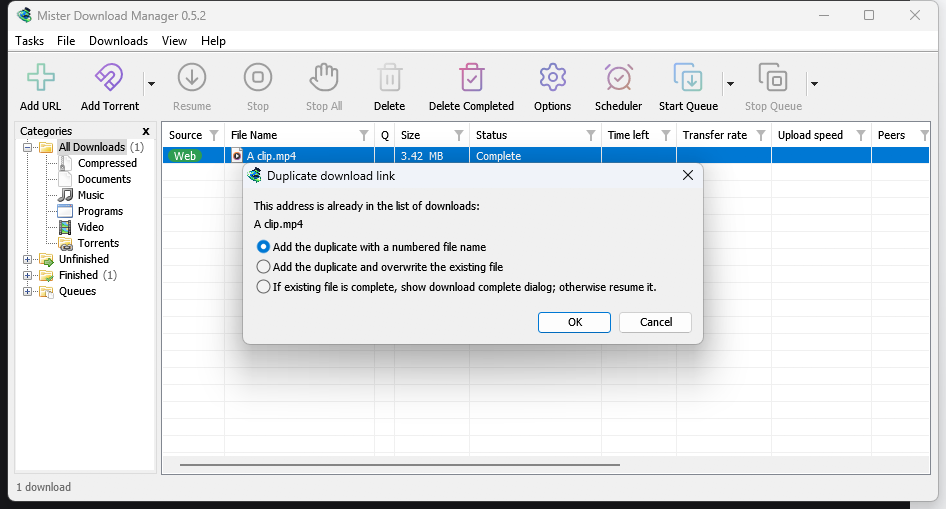 Mister Download Manager 0.5.2
Tasks File Downloads View Help
Add URL Add Torrent Resume Stop Stop All Delete Delete Completed Options Scheduler Start Queue Stop Queue
Categories x
All Downloads (1)
Compressed
Documents
Music
Programs
Video
Torrents
Unfinished
Finished (1)
Queues
Source File Name Q Size Status Time left Transfer rate Upload speed Peers
Web A clip.mp4 3.42 MB Complete
Duplicate download link
This address is already in the list of downloads:
A clip.mp4
Add the duplicate with a numbered file name
Add the duplicate and overwrite the existing file
If existing file is complete, show download complete dialog; otherwise resume it.
OK Cancel
1 download